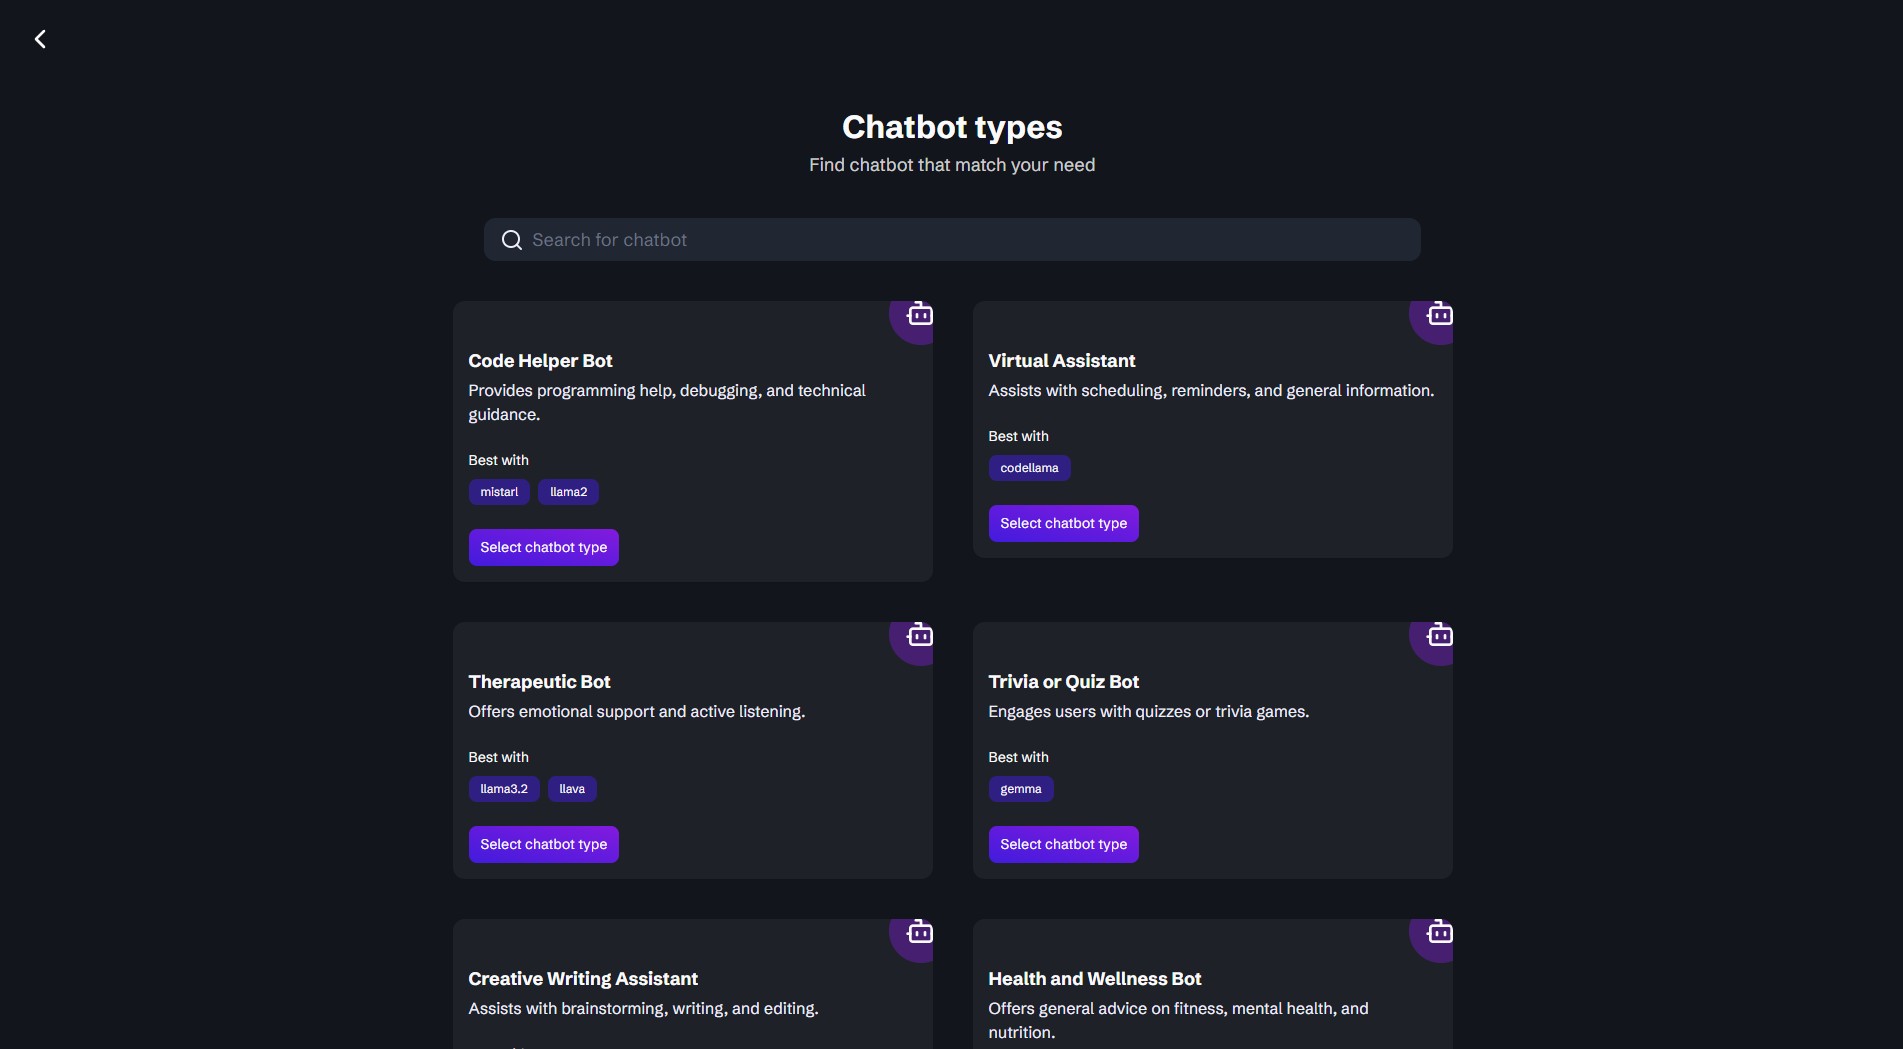 Chatbot types
Find chatbot that match your need
Search for chatbot
Code Helper Bot
Provides programming help, debugging, and technical
guidance.
Best with
mistarl llama2
Select chatbot type
Virtual Assistant
Assists with scheduling, reminders, and general information.
Best with
codellama
Select chatbot type
Therapeutic Bot
Offers emotional support and active listening.
Best with
llama3.2 llava
Select chatbot type
Trivia or Quiz Bot
Engages users with quizzes or trivia games.
Best with
gemma
Select chatbot type
Creative Writing Assistant
Assists with brainstorming, writing, and editing.
Health and Wellness Bot
Offers general advice on fitness, mental health, and
nutrition.